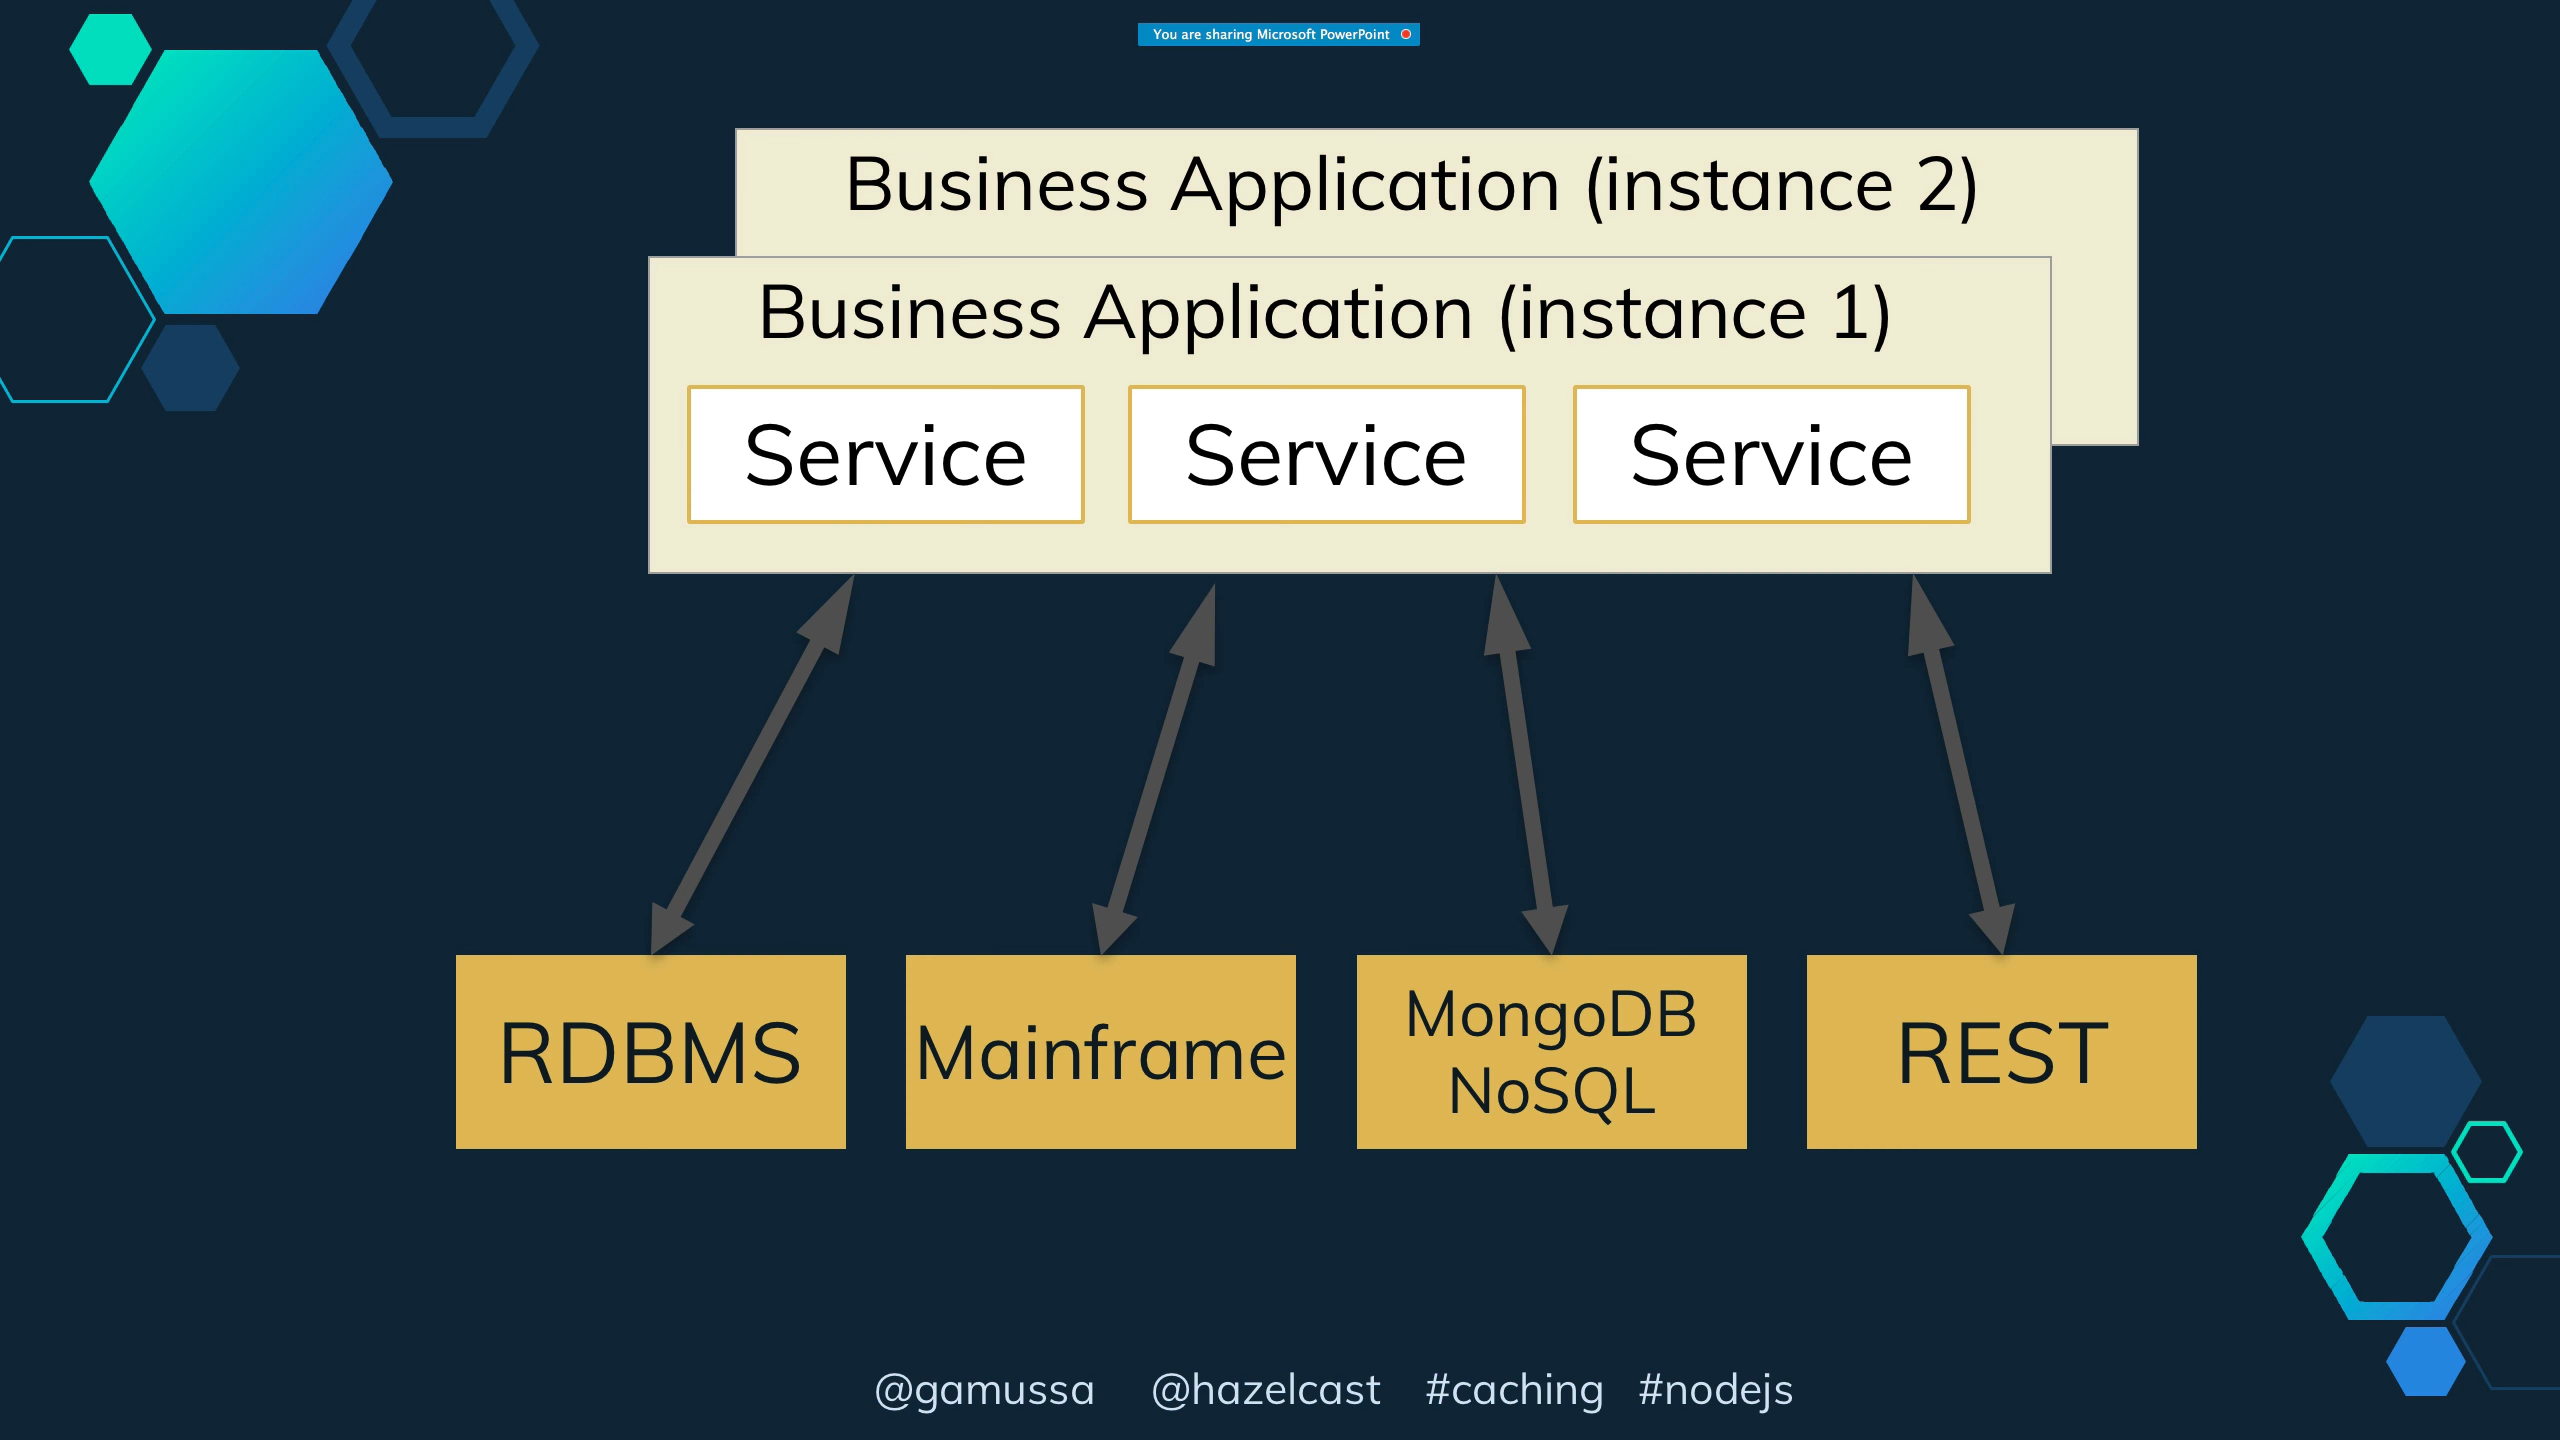 You are sharing Microsoft PowerPoint
Business Application (instance 2)
Business Application (instance 1)
Service
Service
Service
RDBMS
Mainframe
MongoDB
NoSQL
REST
@gamussa @hazelcast #caching #nodejs